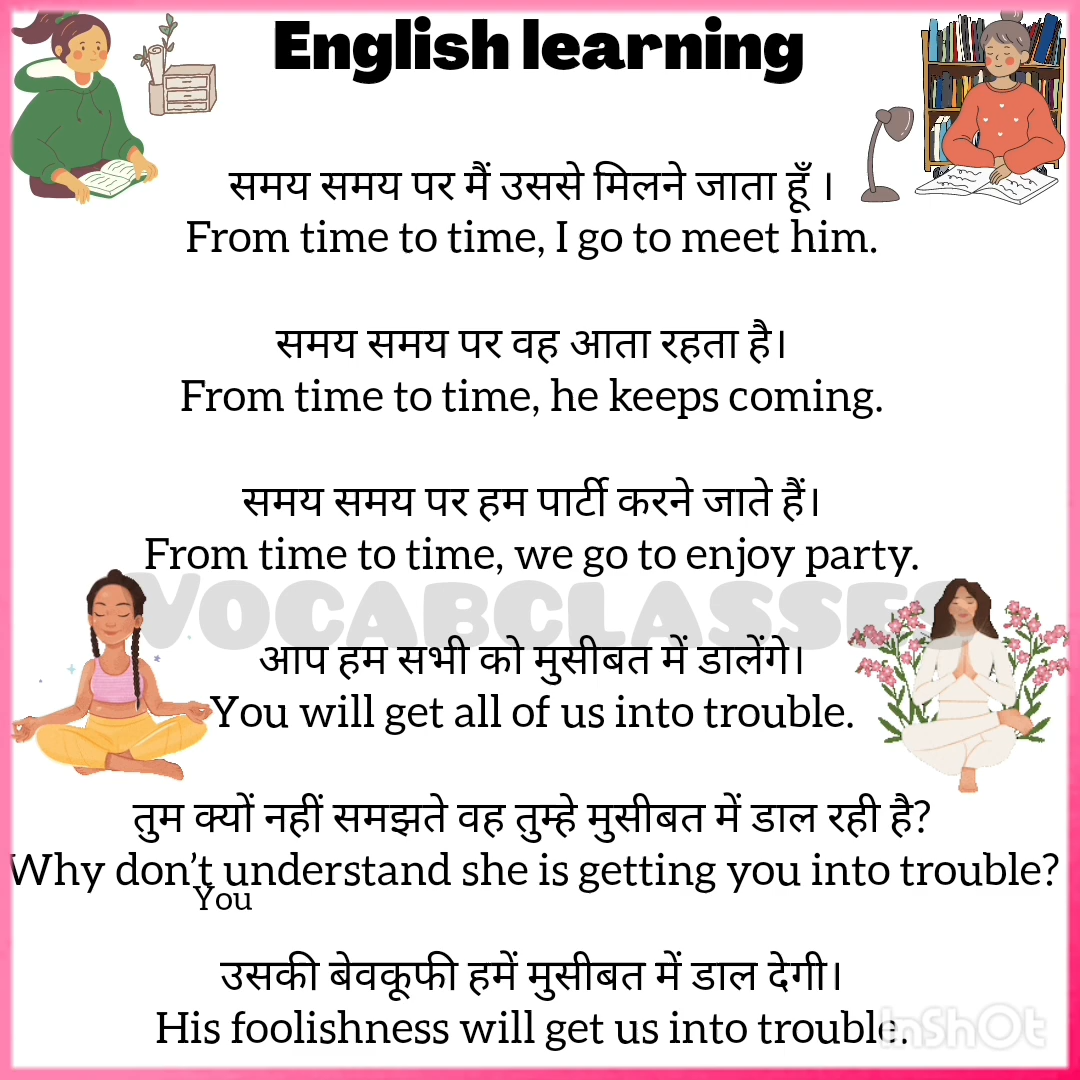 English learning
समय समय पर मैं उससे मिलने जाता हूँ ।
From time to time, I go to meet him.
समय समय पर वह आता रहता है।
From time to time, he keeps coming.
समय समय पर हम पार्टी करने जाते हैं।
From time to time, we go to enjoy party.
VOCABCLASSES
आप हम सभी को मुसीबत में डालेंगे।
You will get all of us into trouble.
तुम क्यों नहीं समझते वह तुम्हे मुसीबत में डाल रही है?
Why don’t understand she is getting you into trouble?
You
उसकी बेवकूफी हमें मुसीबत में डाल देगी।
His foolishness will get us into trouble.
InShOt